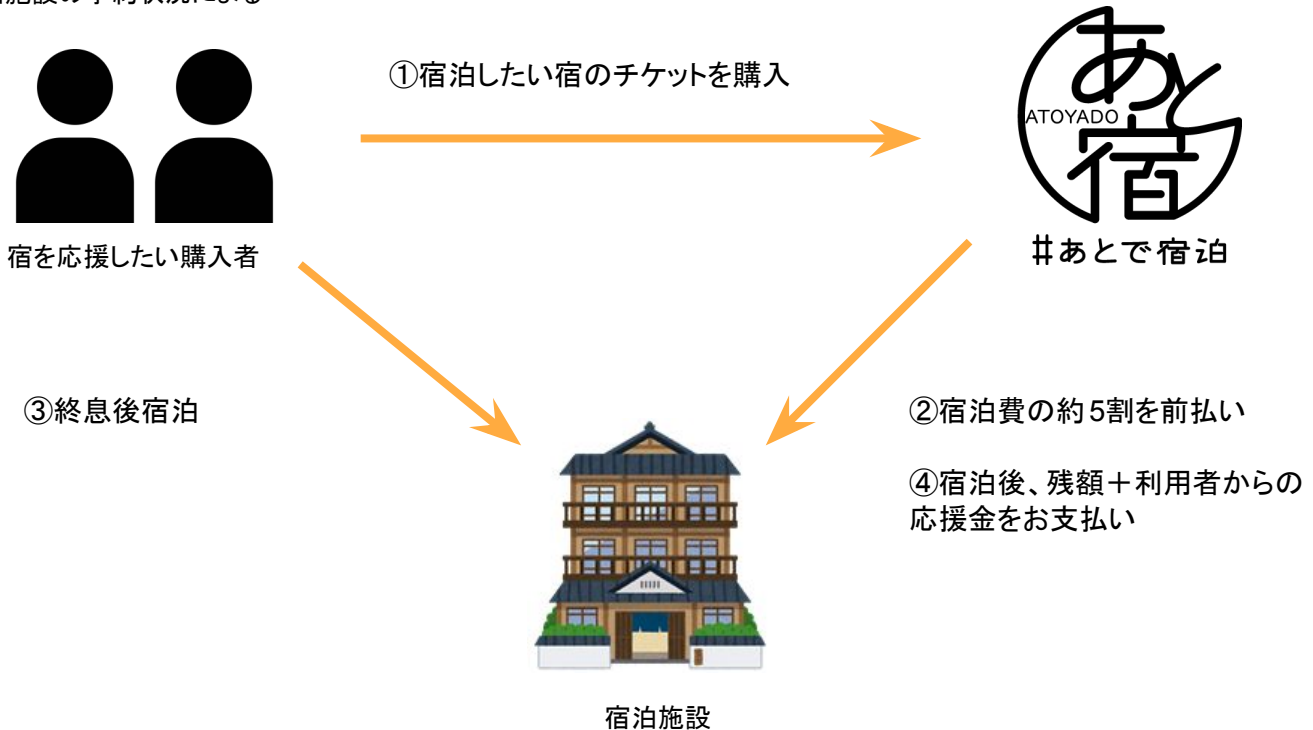 ①宿泊したい宿のチケットを購入
あと
ATOYADO
宿
#あとで宿泊
宿を応援したい購入者
③終息後宿泊
②宿泊費の約5割を前払い
④宿泊後、残額+利用者からの
応援金をお支払い
宿泊施設